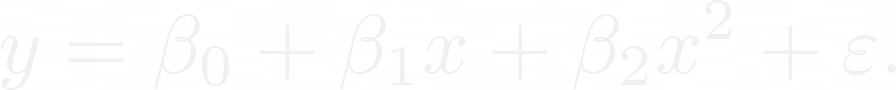 y = β₀ + β₁x + β₂x² + ε.